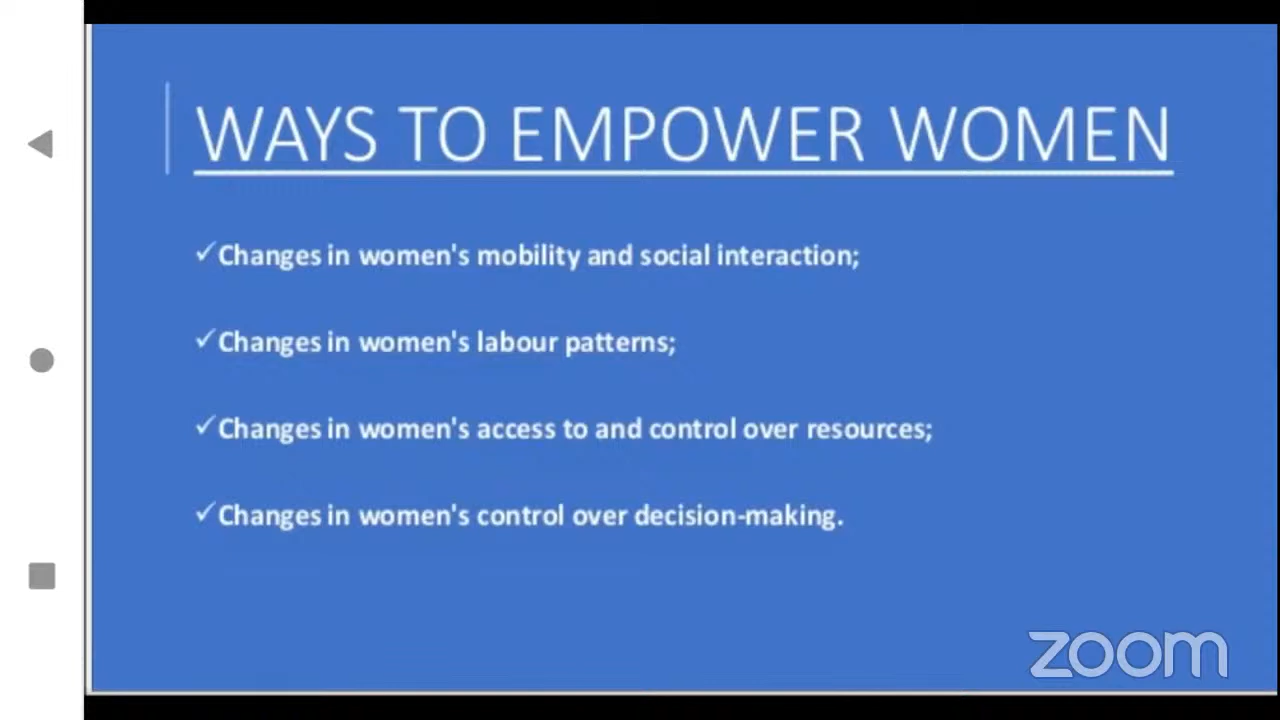 WAYS TO EMPOWER WOMEN
✓Changes in women's mobility and social interaction;
✓Changes in women's labour patterns;
✓Changes in women's access to and control over resources;
✓Changes in women's control over decision-making.
zoom